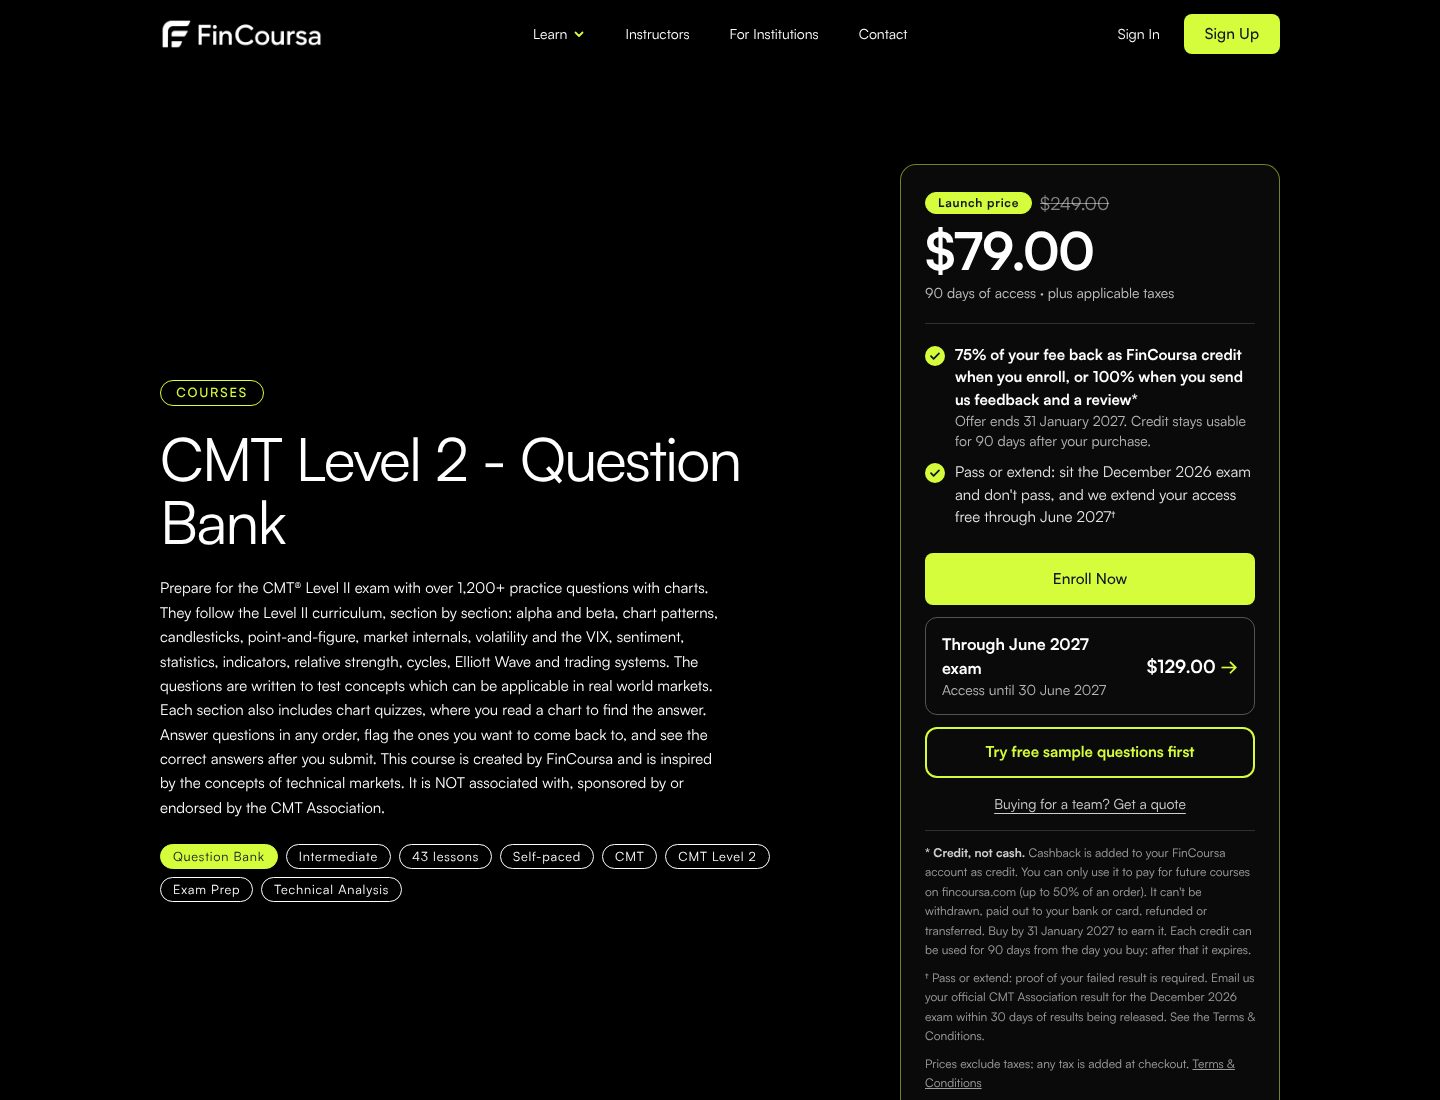 FinCoursa
Learn
Instructors
For Institutions
Contact
Sign In
Sign Up
COURSES
CMT Level 2 - Question
Bank
Prepare for the CMT® Level II exam with over 1,200+ practice questions with charts.
They follow the Level II curriculum, section by section: alpha and beta, chart patterns,
candlesticks, point-and-figure, market internals, volatility and the VIX, sentiment,
statistics, indicators, relative strength, cycles, Elliott Wave and trading systems. The
questions are written to test concepts which can be applicable in real world markets.
Each section also includes chart quizzes, where you read a chart to find the answer.
Answer questions in any order, flag the ones you want to come back to, and see the
correct answers after you submit. This course is created by FinCoursa and is inspired
by the concepts of technical markets. It is NOT associated with, sponsored by or
endorsed by the CMT Association.
Question Bank
Intermediate
43 lessons
Self-paced
CMT
CMT Level 2
Exam Prep
Technical Analysis
Launch price $249.00
$79.00
90 days of access · plus applicable taxes
75% of your fee back as FinCoursa credit
when you enroll, or 100% when you send
us feedback and a review*
Offer ends 31 January 2027. Credit stays usable
for 90 days after your purchase.
Pass or extend: sit the December 2026 exam
and don't pass, and we extend your access
free through June 2027†
Enroll Now
Through June 2027
exam
$129.00 →
Access until 30 June 2027
Try free sample questions first
Buying for a team? Get a quote
* Credit, not cash. Cashback is added to your FinCoursa
account as credit. You can only use it to pay for future courses
on fincoursa.com (up to 50% of an order). It can't be
withdrawn, paid out to your bank or card, refunded or
transferred. Buy by 31 January 2027 to earn it. Each credit can
be used for 90 days from the day you buy; after that it expires.
† Pass or extend: proof of your failed result is required. Email us
your official CMT Association result for the December 2026
exam within 30 days of results being released. See the Terms &
Conditions.
Prices exclude taxes; any tax is added at checkout. Terms &
Conditions